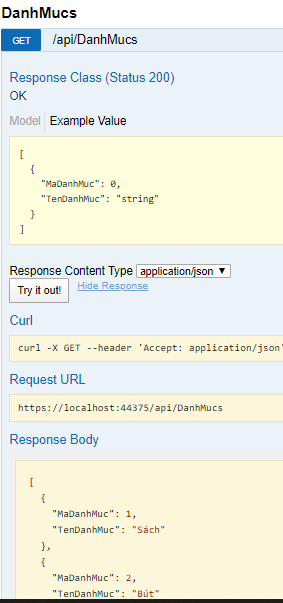 DanhMucs
GET /api/DanhMucs
Response Class (Status 200)
OK
Model Example Value
[
{
"MaDanhMuc": 0,
"TenDanhMuc": "string"
}
]
Response Content Type application/json
Try it out! Hide Response
Curl
curl -X GET --header 'Accept: application/json'
Request URL
https://localhost:44375/api/DanhMucs
Response Body
[
{
"MaDanhMuc": 1,
"TenDanhMuc": "Sách"
},
{
"MaDanhMuc": 2,
"TenDanhMuc": "Bút"